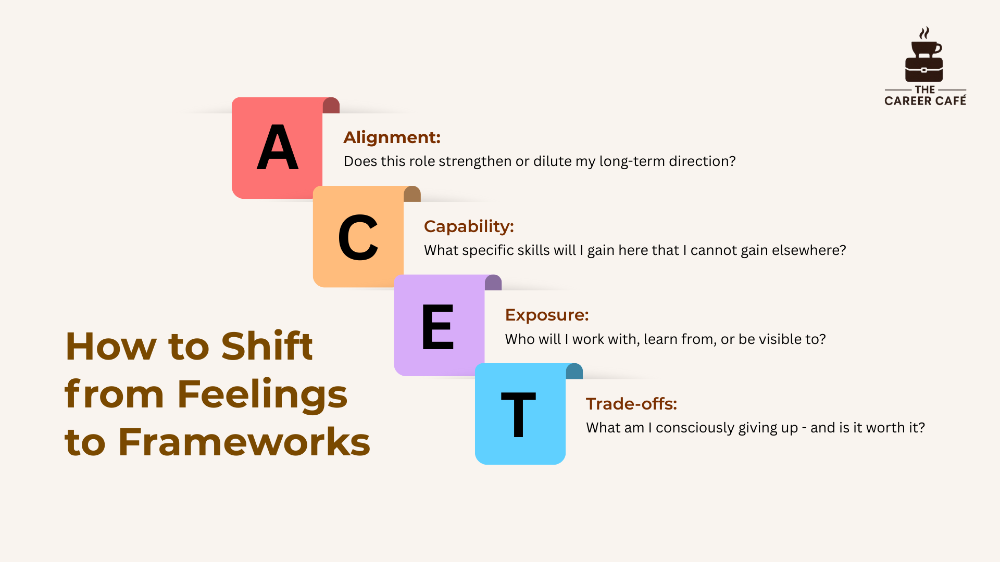 THE
CAREER CAFÉ
A
Alignment:
Does this role strengthen or dilute my long-term direction?
C
Capability:
What specific skills will I gain here that I cannot gain elsewhere?
E
Exposure:
Who will I work with, learn from, or be visible to?
T
Trade-offs:
What am I consciously giving up - and is it worth it?
How to Shift
from Feelings
to Frameworks